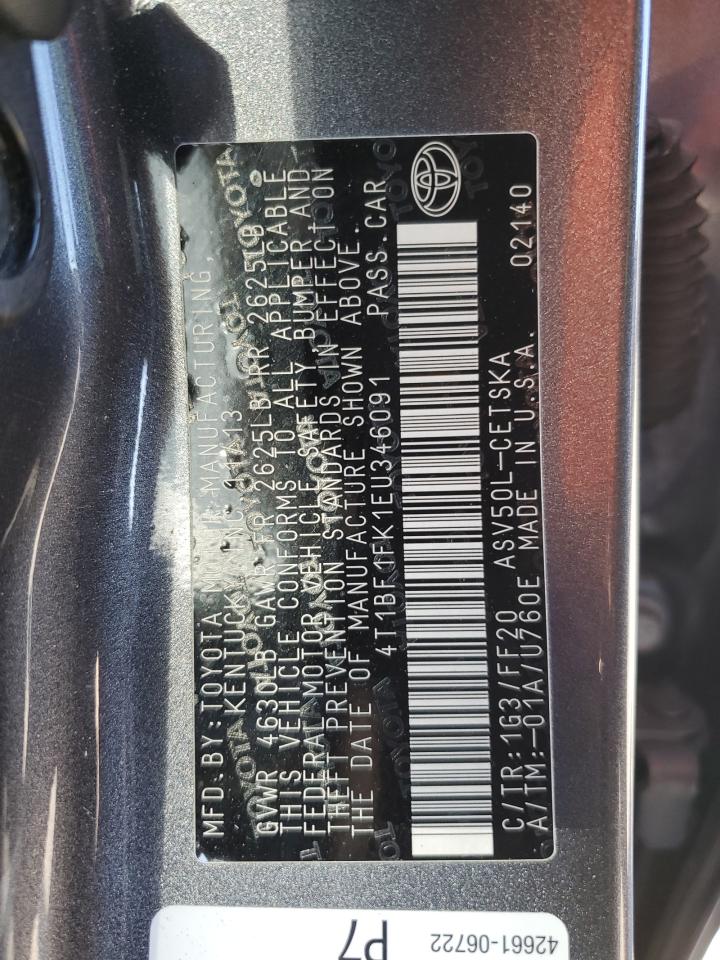 MFD.BY:TOYOTA MOTOR MANUFACTURING,
KENTUCKY, INC. 11/13
GVWR 4630LB GAWR FR 2625LB RR 2625LB
THIS VEHICLE CONFORMS TO ALL APPLICABLE
FEDERAL MOTOR VEHICLE SAFETY, BUMPER AND
THEFT PREVENTION STANDARDS IN EFFECT ON
THE DATE OF MANUFACTURE SHOWN ABOVE.
4T1BF1FK1EU346091 PASS.CAR
C/TR:1G3/FF20 ASV50L-CETSKA
A/TM:-01A/U760E MADE IN U.S.A. 02140
P7
42661-06722